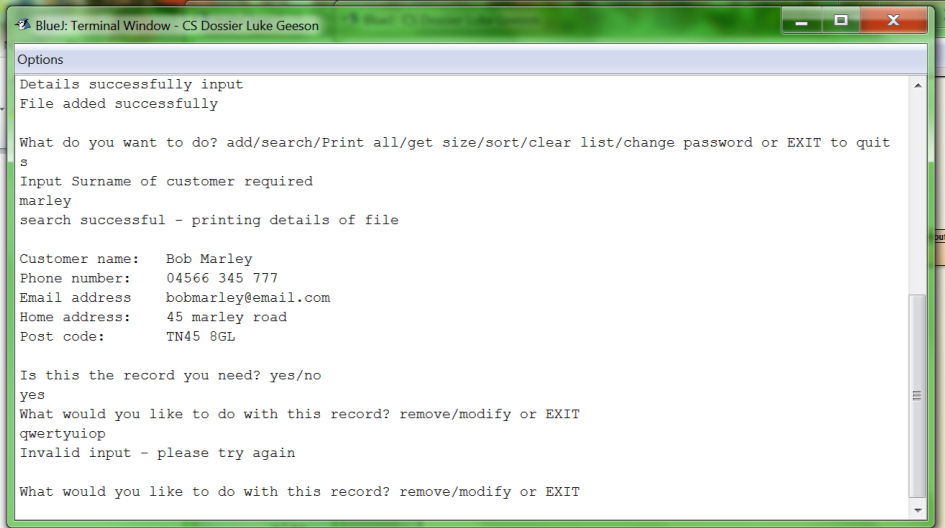 BlueJ: Terminal Window - CS Dossier Luke Geeson
Options
Details successfully input
File added successfully
What do you want to do? add/search/Print all/get size/sort/clear list/change password or EXIT to quit
s
Input Surname of customer required
marley
search successful - printing details of file
Customer name: Bob Marley
Phone number: 04566 345 777
Email address bobmarley@email.com
Home address: 45 marley road
Post code: TN45 8GL
Is this the record you need? yes/no
yes
What would you like to do with this record? remove/modify or EXIT
qwertyuiop
Invalid input - please try again
What would you like to do with this record? remove/modify or EXIT